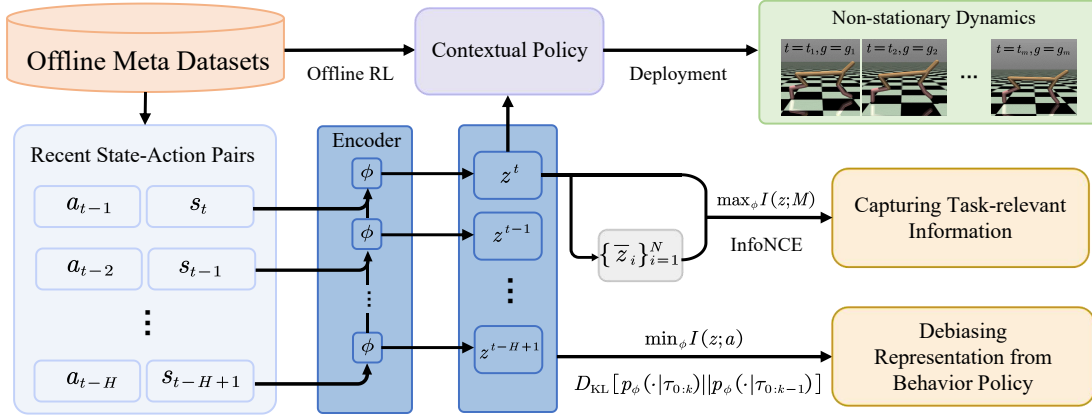 Offline Meta Datasets
Offline RL
Contextual Policy
Deployment
Non-stationary Dynamics
t = t₁, g = g₁
t = t₂, g = g₂
...
t = tₘ, g = gₘ
Recent State-Action Pairs
a_{t-1} s_t
a_{t-2} s_{t-1}
⋮
a_{t-H} s_{t-H+1}
Encoder
ϕ
ϕ
⋮
ϕ
z^t
z^{t-1}
⋮
z^{t-H+1}
{z̅_i}_{i=1}^N
max_ϕ I(z;M)
InfoNCE
Capturing Task-relevant
Information
min_ϕ I(z;a)
D_{KL}[p_ϕ(·|τ_{0:k})||p_ϕ(·|τ_{0:k-1})]
Debiasing
Representation from
Behavior Policy